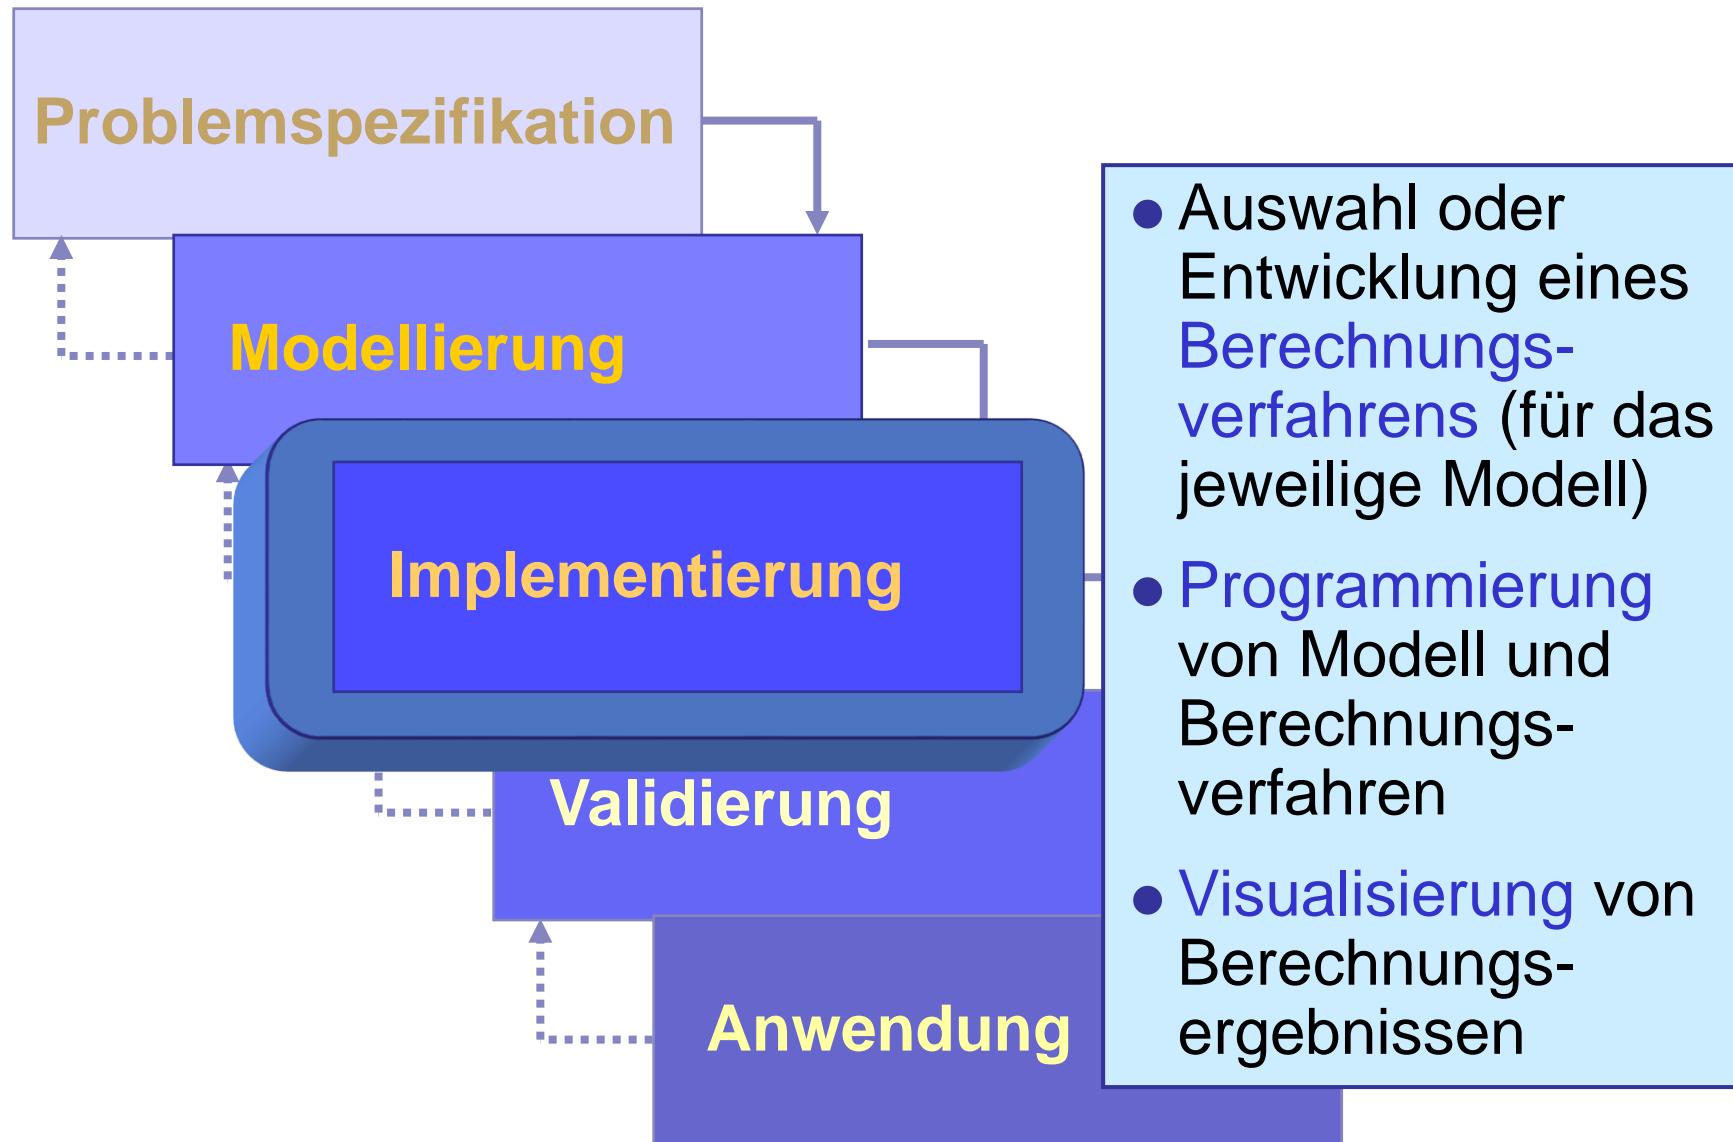 Problemspezifikation
Modellierung
Implementierung
Validierung
Anwendung
● Auswahl oder
Entwicklung eines
Berechnungs-
verfahrens (für das
jeweilige Modell)
● Programmierung
von Modell und
Berechnungs-
verfahren
● Visualisierung von
Berechnungs-
ergebnissen